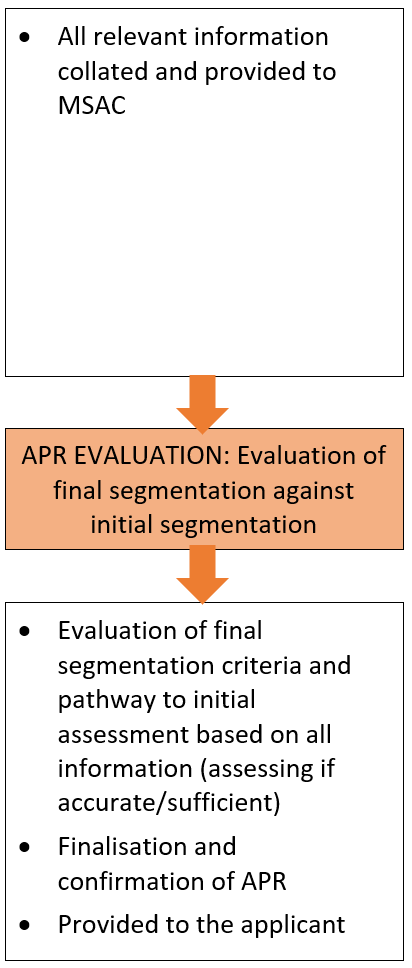 • All relevant information
collated and provided to
MSAC
APR EVALUATION: Evaluation of
final segmentation against
initial segmentation
• Evaluation of final
segmentation criteria and
pathway to initial
assessment based on all
information (assessing if
accurate/sufficient)
• Finalisation and
confirmation of APR
• Provided to the applicant